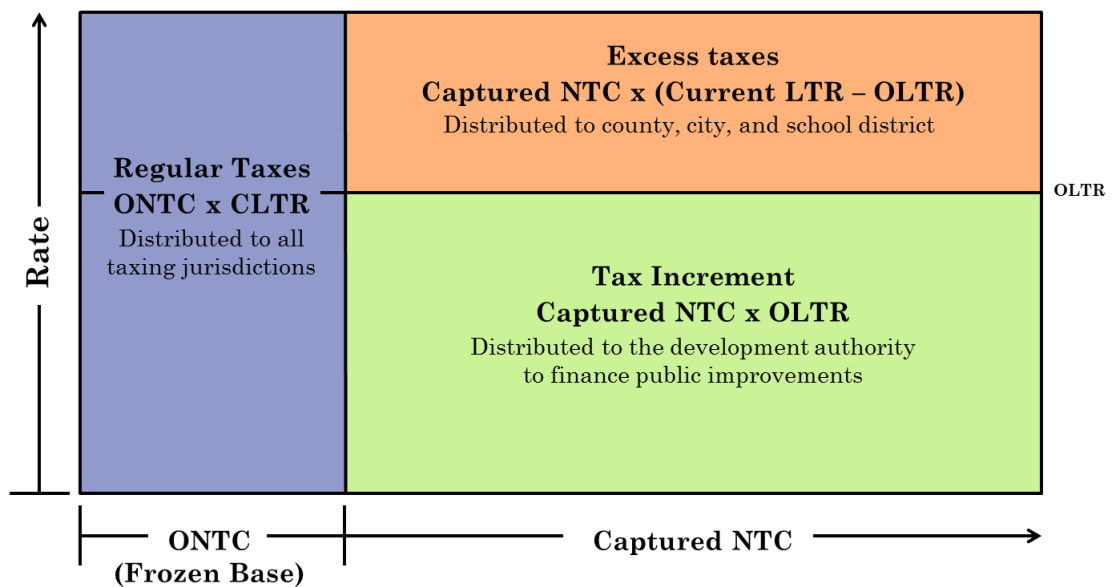 Rate
Regular Taxes
ONTC x CLTR
Distributed to all
taxing jurisdictions
Excess taxes
Captured NTC x (Current LTR – OLTR)
Distributed to county, city, and school district
OLTR
Tax Increment
Captured NTC x OLTR
Distributed to the development authority
to finance public improvements
ONTC
(Frozen Base)
Captured NTC